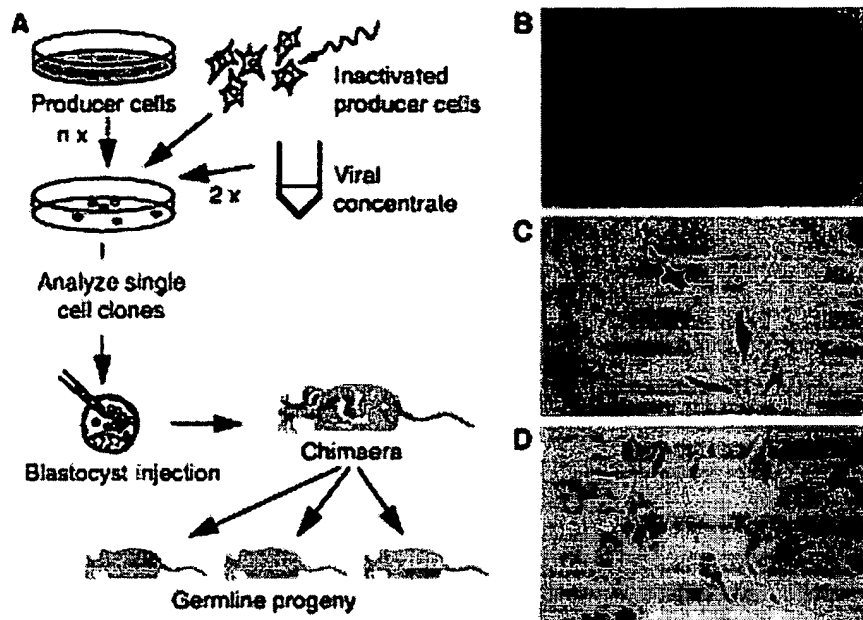 A
Producer cells
n x
Inactivated
producer cells
2 x
Viral
concentrate
Analyze single
cell clones
Blastocyst injection
Chimaera
Germline progeny
B
C
D